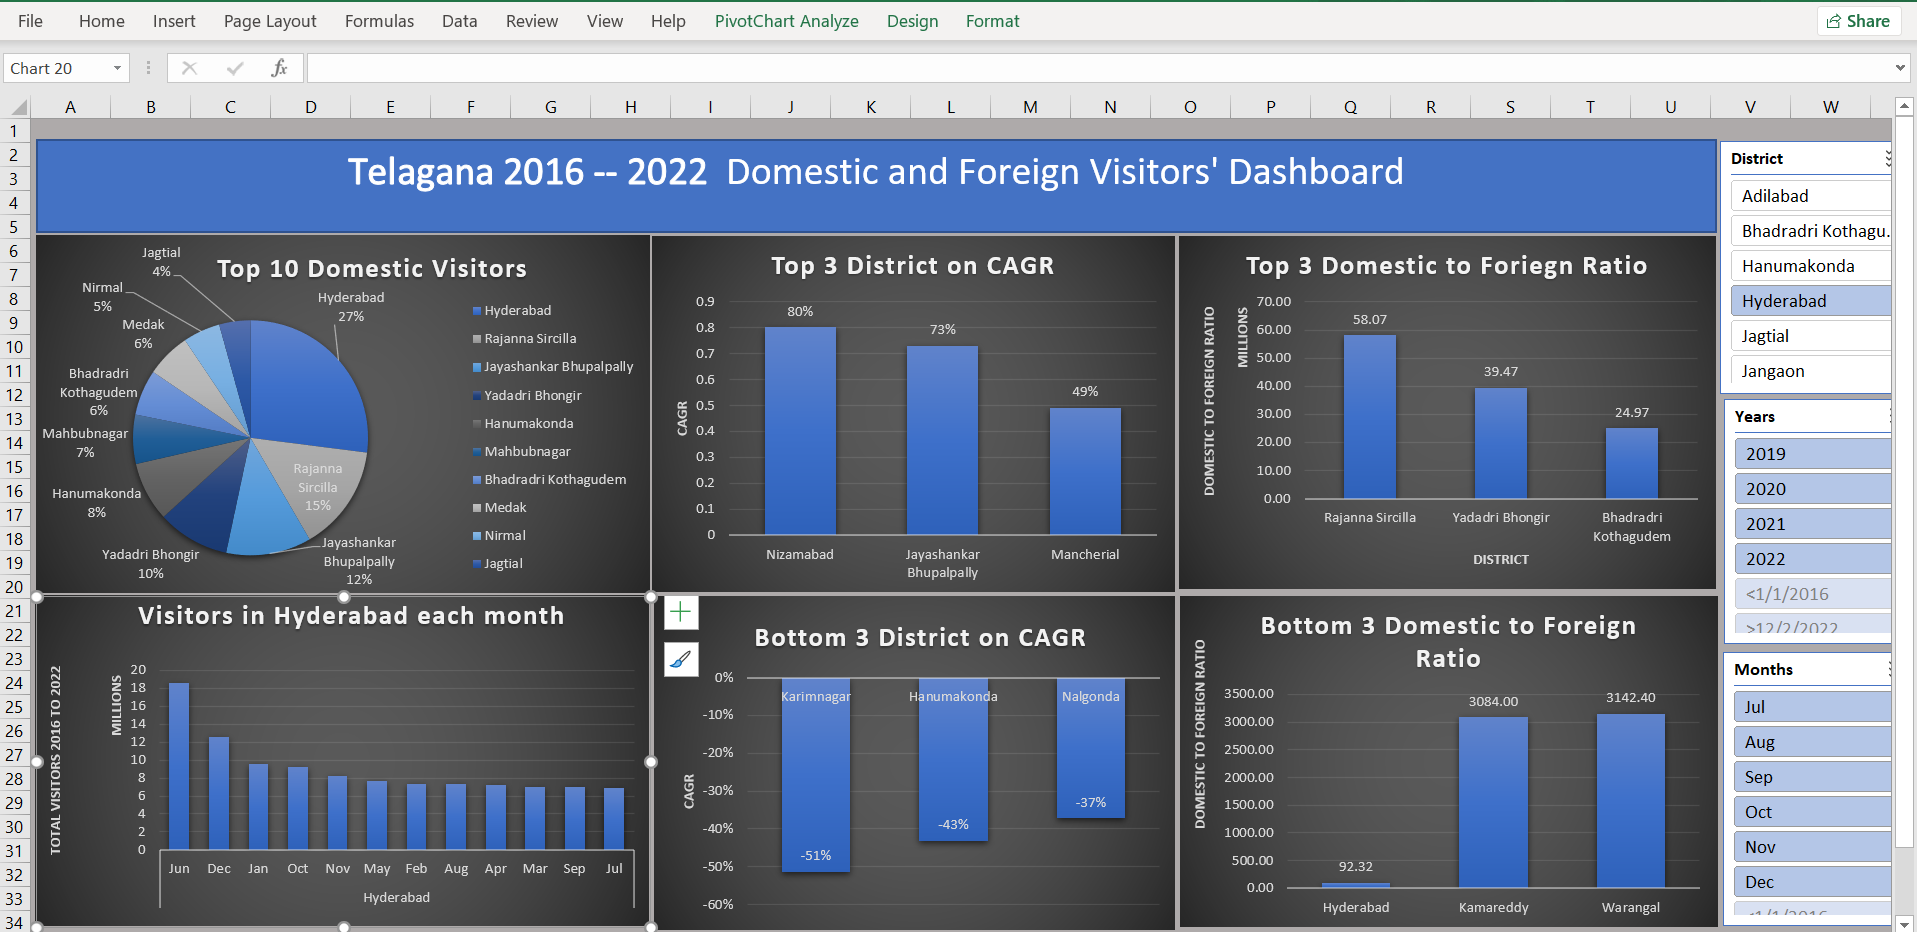 File Home Insert Page Layout Formulas Data Review View Help PivotChart Analyze Design Format Share
Chart 20 fx
A B C D E F G H I J K L M N O P Q R S T U V W
1
2
3
4
5
6
7
8
9
10
11
12
13
14
15
16
17
18
19
20
21
22
23
24
25
26
27
28
29
30
31
32
33
34
Telagana 2016 -- 2022 Domestic and Foreign Visitors' Dashboard
Top 10 Domestic Visitors
Jagtial
4%
Nirmal
5%
Medak
6%
Bhadradri
Kothagudem
6%
Mahbubnagar
7%
Hanumakonda
8%
Yadadri Bhongir
10%
Jayashankar
Bhupalpally
12%
Rajanna
Sircilla
15%
Hyderabad
27%
Hyderabad
Rajanna Sircilla
Jayashankar Bhupalpally
Yadadri Bhongir
Hanumakonda
Mahbubnagar
Bhadradri Kothagudem
Medak
Nirmal
Jagtial
Top 3 District on CAGR
CAGR
0.9
0.8
0.7
0.6
0.5
0.4
0.3
0.2
0.1
0
80%
73%
49%
Nizamabad
Jayashankar
Bhupalpally
Mancherial
Top 3 Domestic to Foriegn Ratio
DOMESTIC TO FOREIGN RATIO
MILLIONS
70.00
60.00
50.00
40.00
30.00
20.00
10.00
0.00
58.07
39.47
24.97
Rajanna Sircilla
Yadadri Bhongir
Bhadradri
Kothagudem
DISTRICT
Visitors in Hyderabad each month
TOTAL VISITORS 2016 TO 2022
MILLIONS
20
18
16
14
12
10
8
6
4
2
0
Jun Dec Jan Oct Nov May Feb Aug Apr Mar Sep Jul
Hyderabad
Bottom 3 District on CAGR
CAGR
0%
-10%
-20%
-30%
-40%
-50%
-60%
Karimnagar
Hanumakonda
Nalgonda
-51%
-43%
-37%
Bottom 3 Domestic to Foreign
Ratio
DOMESTIC TO FOREIGN RATIO
3500.00
3000.00
2500.00
2000.00
1500.00
1000.00
500.00
0.00
92.32
3084.00
3142.40
Hyderabad
Kamareddy
Warangal
District
Adilabad
Bhadradri Kothagu.
Hanumakonda
Hyderabad
Jagtial
Jangaon
Years
2019
2020
2021
2022
<1/1/2016
>12/2/2022
Months
Jul
Aug
Sep
Oct
Nov
Dec
<1/1/2016